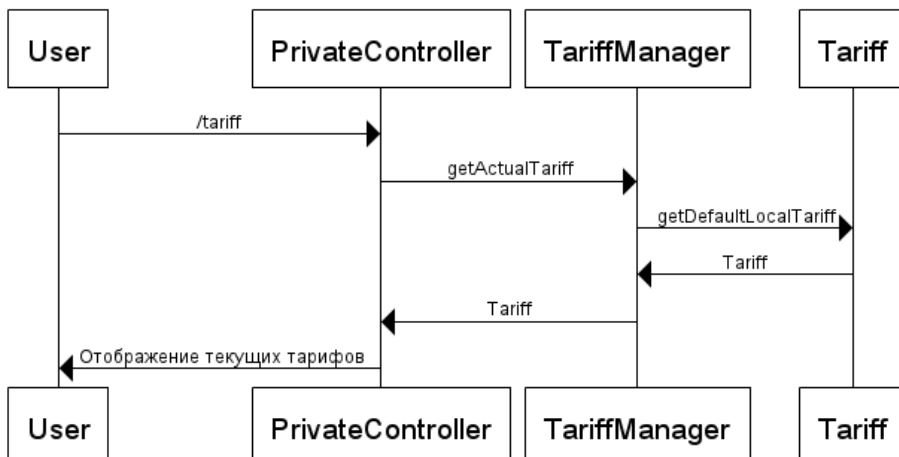 User
PrivateController
TariffManager
Tariff
/tariff
getActualTariff
getDefaultLocalTariff
Tariff
Tariff
Отображение текущих тарифов
User
PrivateController
TariffManager
Tariff